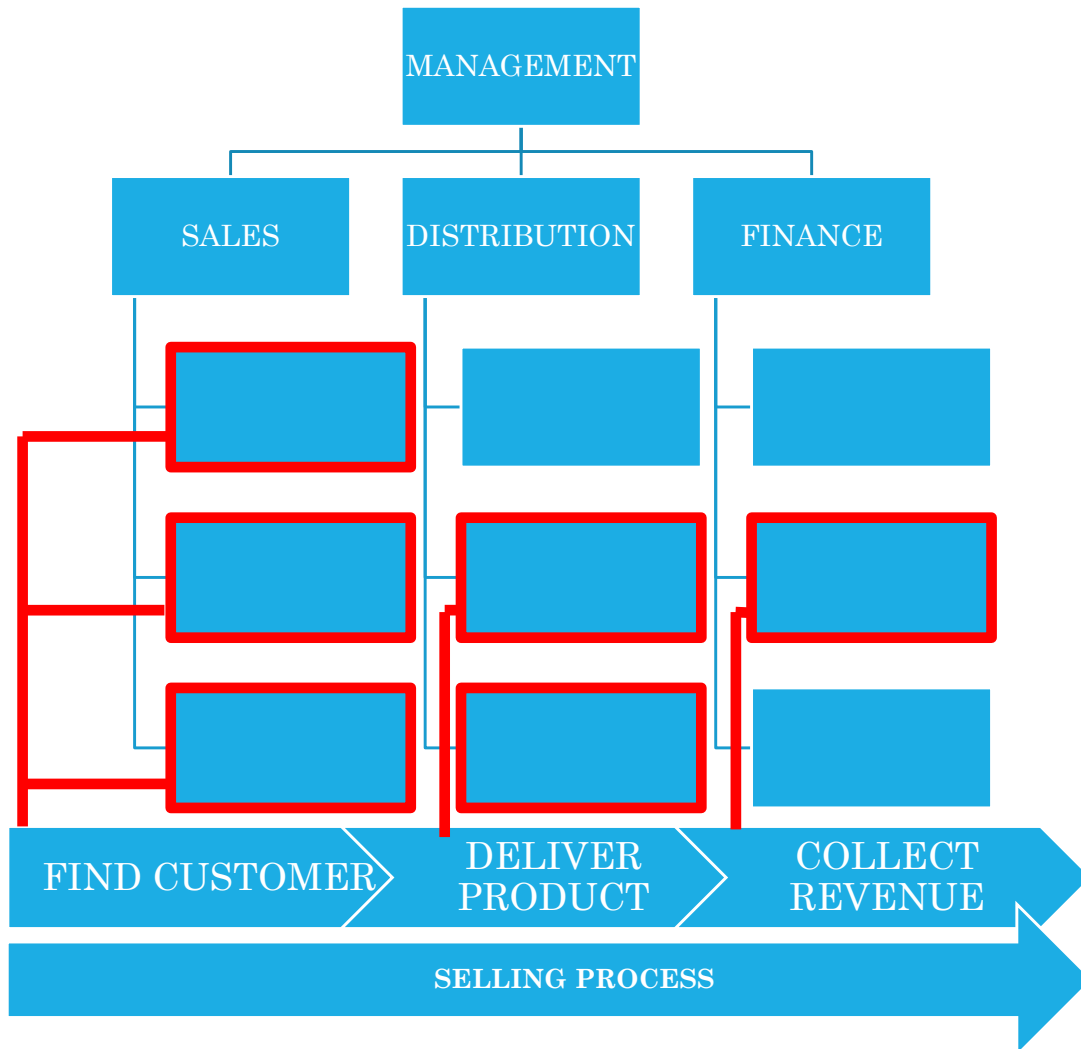 MANAGEMENT
SALES
DISTRIBUTION
FINANCE
FIND CUSTOMER
DELIVER
PRODUCT
COLLECT
REVENUE
SELLING PROCESS